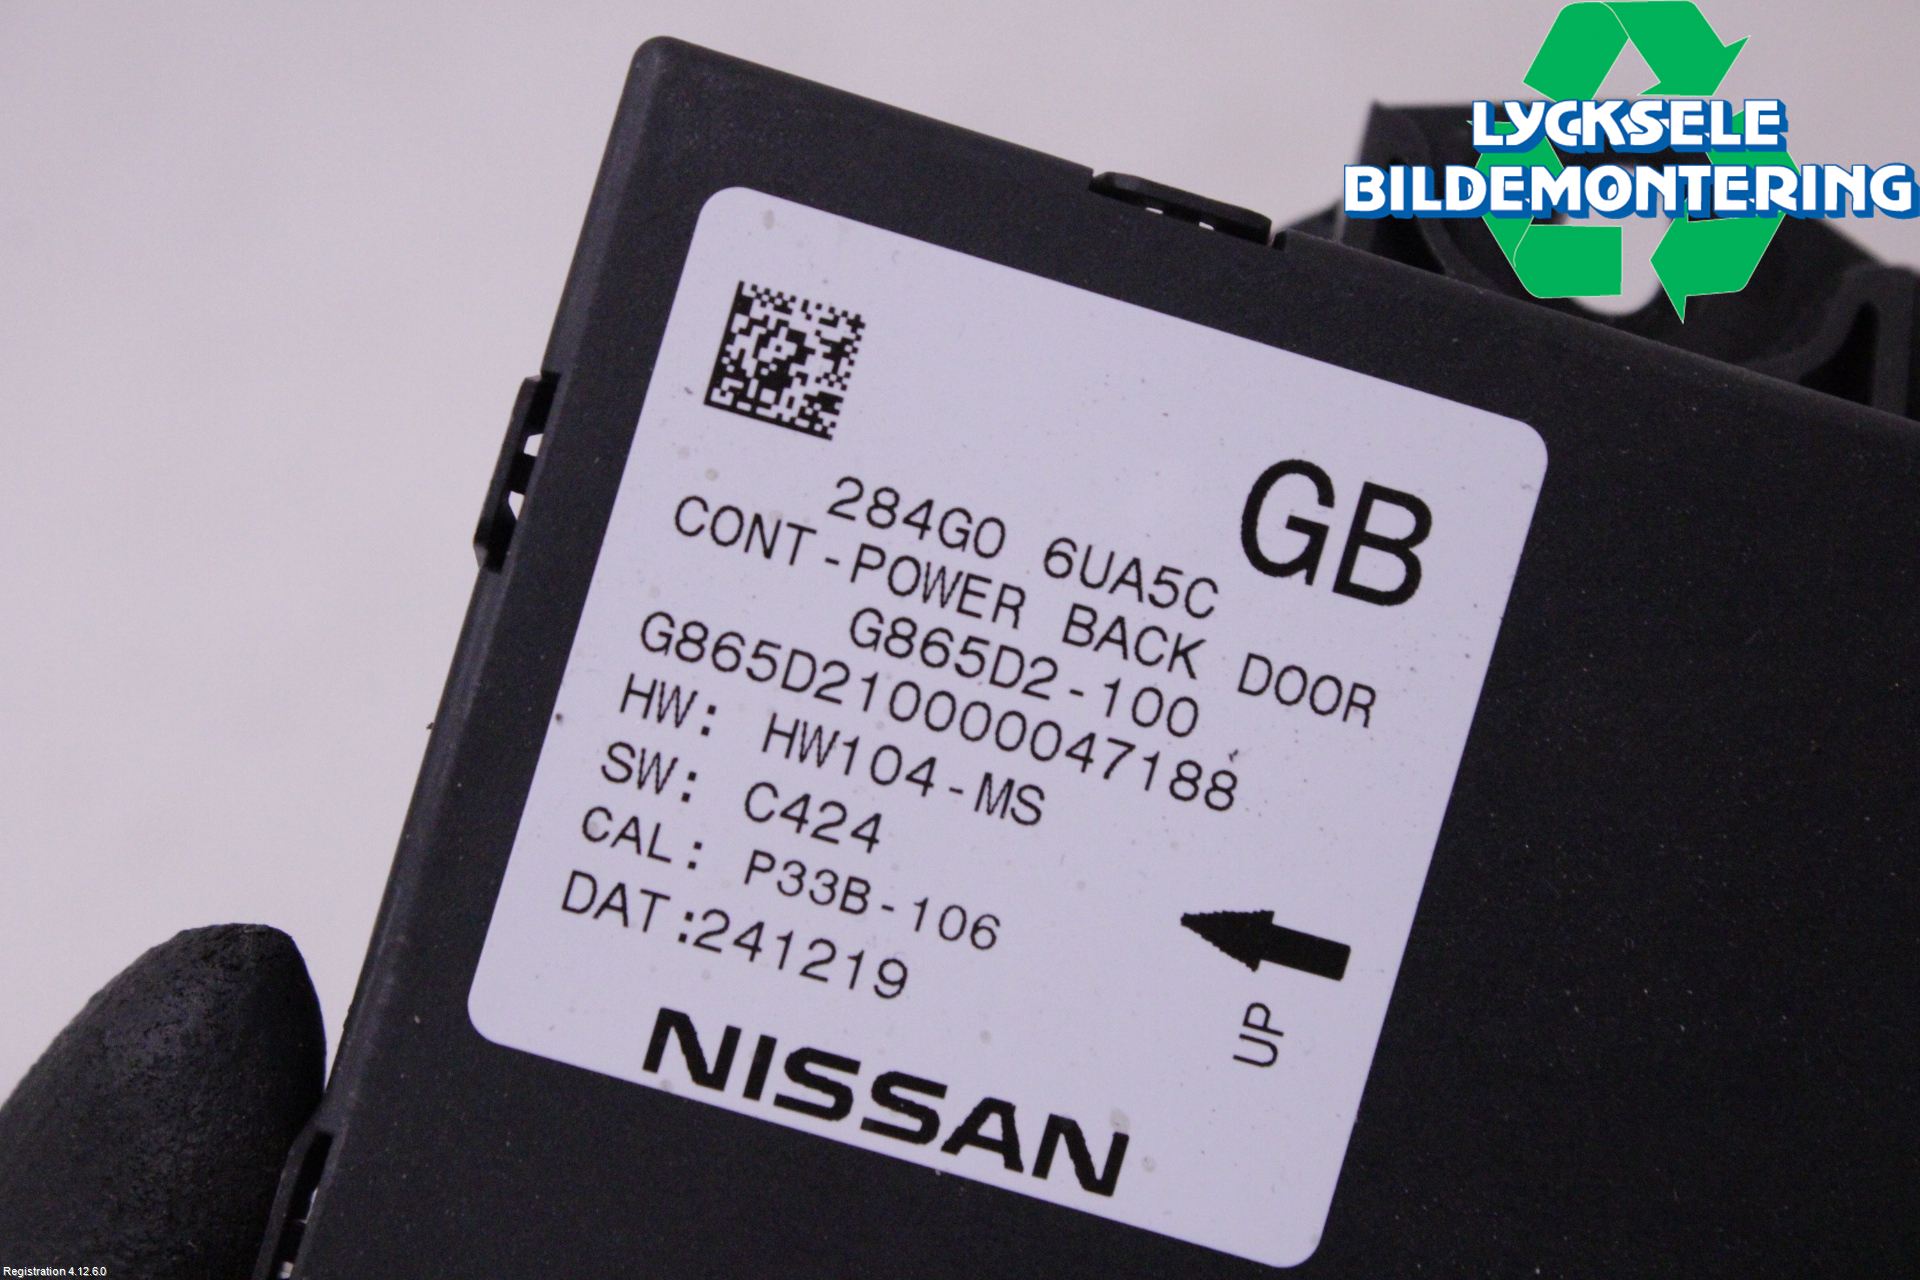 LYCKSELE
BILDEMONTERING
GB
284G0 6UA5C
CONT-POWER BACK DOOR
G865D2-100
G865D210000047188
HW: HW104-MS
SW: C424
CAL: P33B-106
DAT:241219
UP
NISSAN
Registration 4.12.6.0